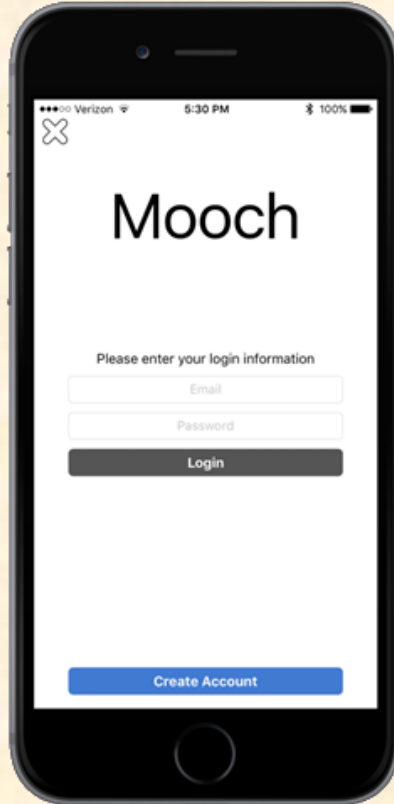 Verizon 5:30 PM 100%
Mooch
Please enter your login information
Email
Password
Login
Create Account